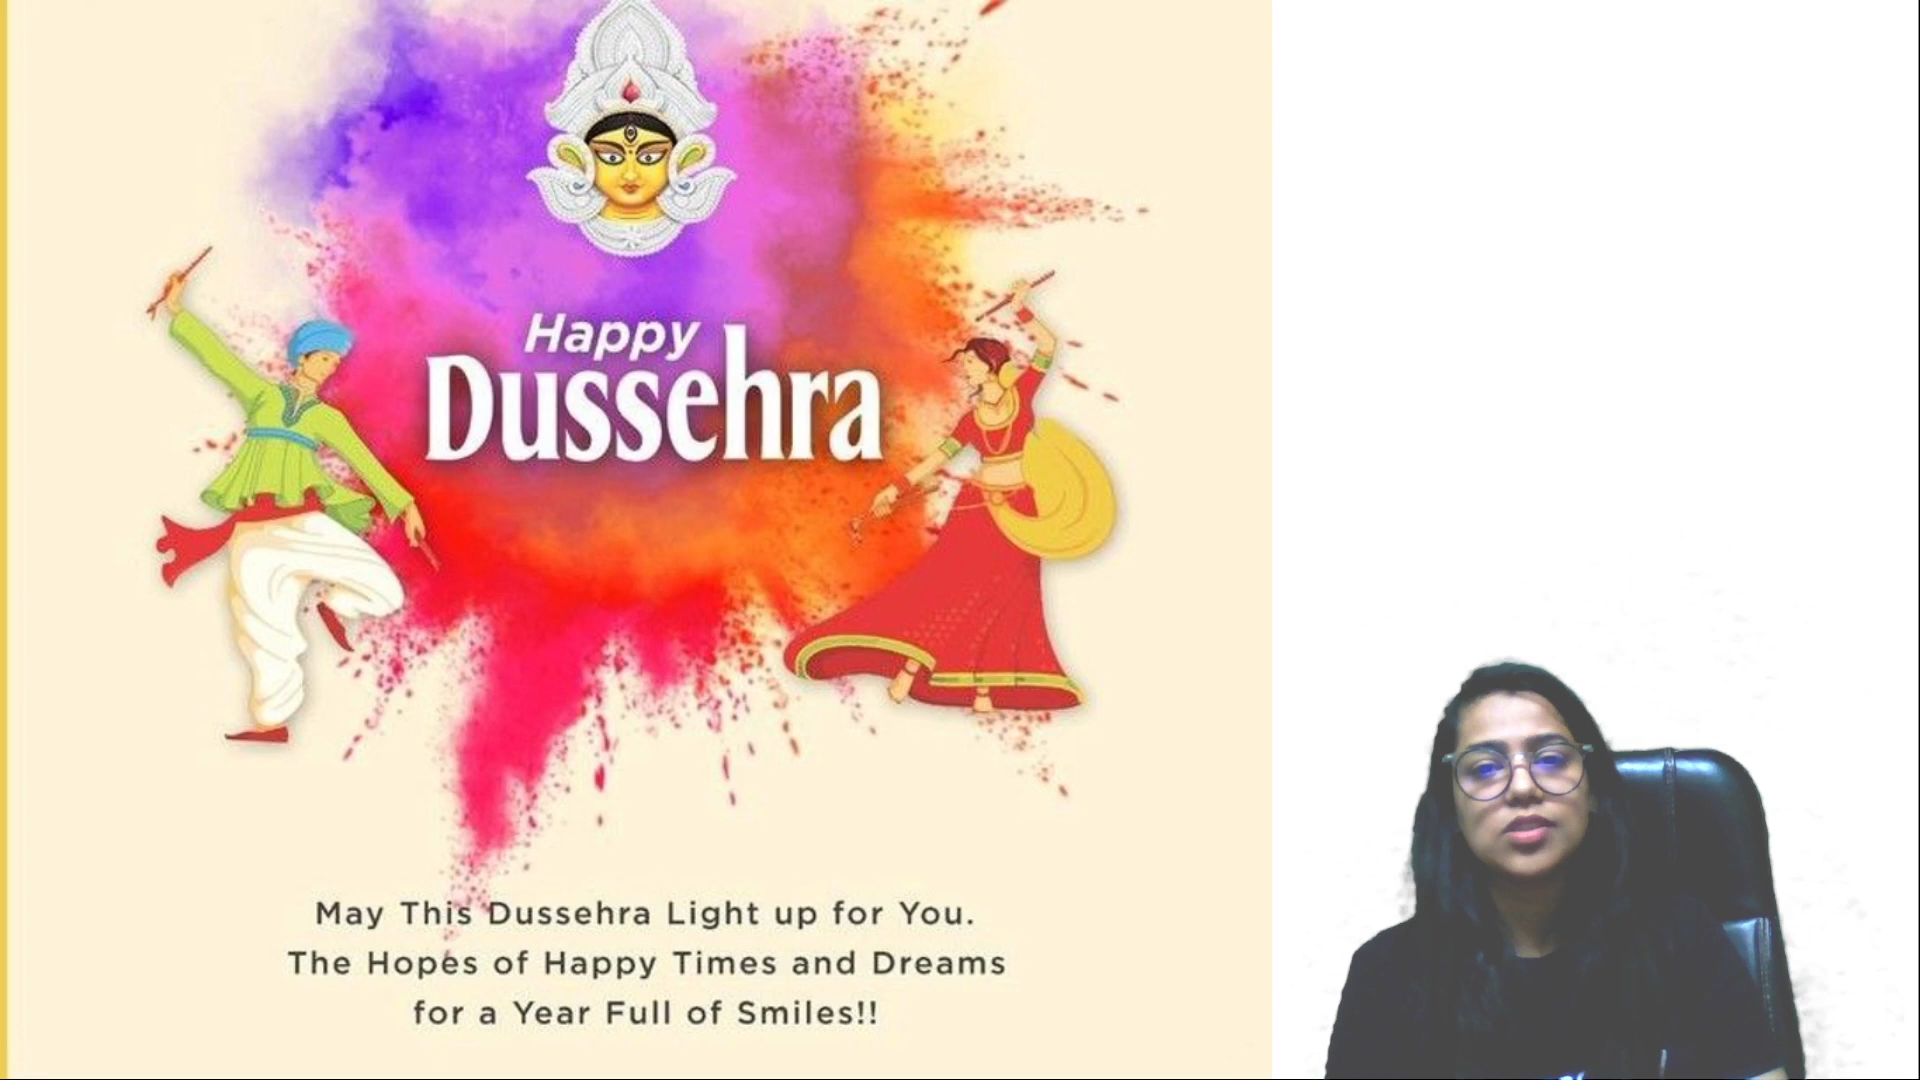 Happy
Dussehra
May This Dussehra Light up for You.
The Hopes of Happy Times and Dreams
for a Year Full of Smiles!!